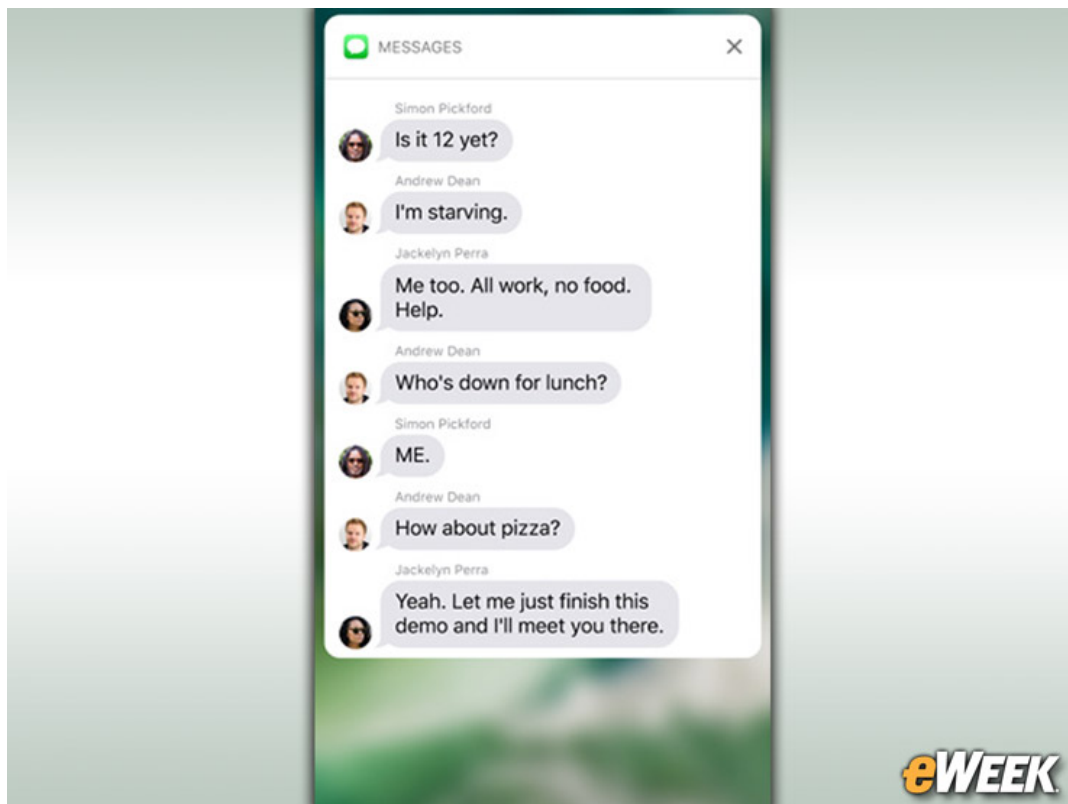 MESSAGES
Simon Pickford
Is it 12 yet?
Andrew Dean
I'm starving.
Jackelyn Perra
Me too. All work, no food.
Help.
Andrew Dean
Who's down for lunch?
Simon Pickford
ME.
Andrew Dean
How about pizza?
Jackelyn Perra
Yeah. Let me just finish this
demo and I'll meet you there.
eWEEK